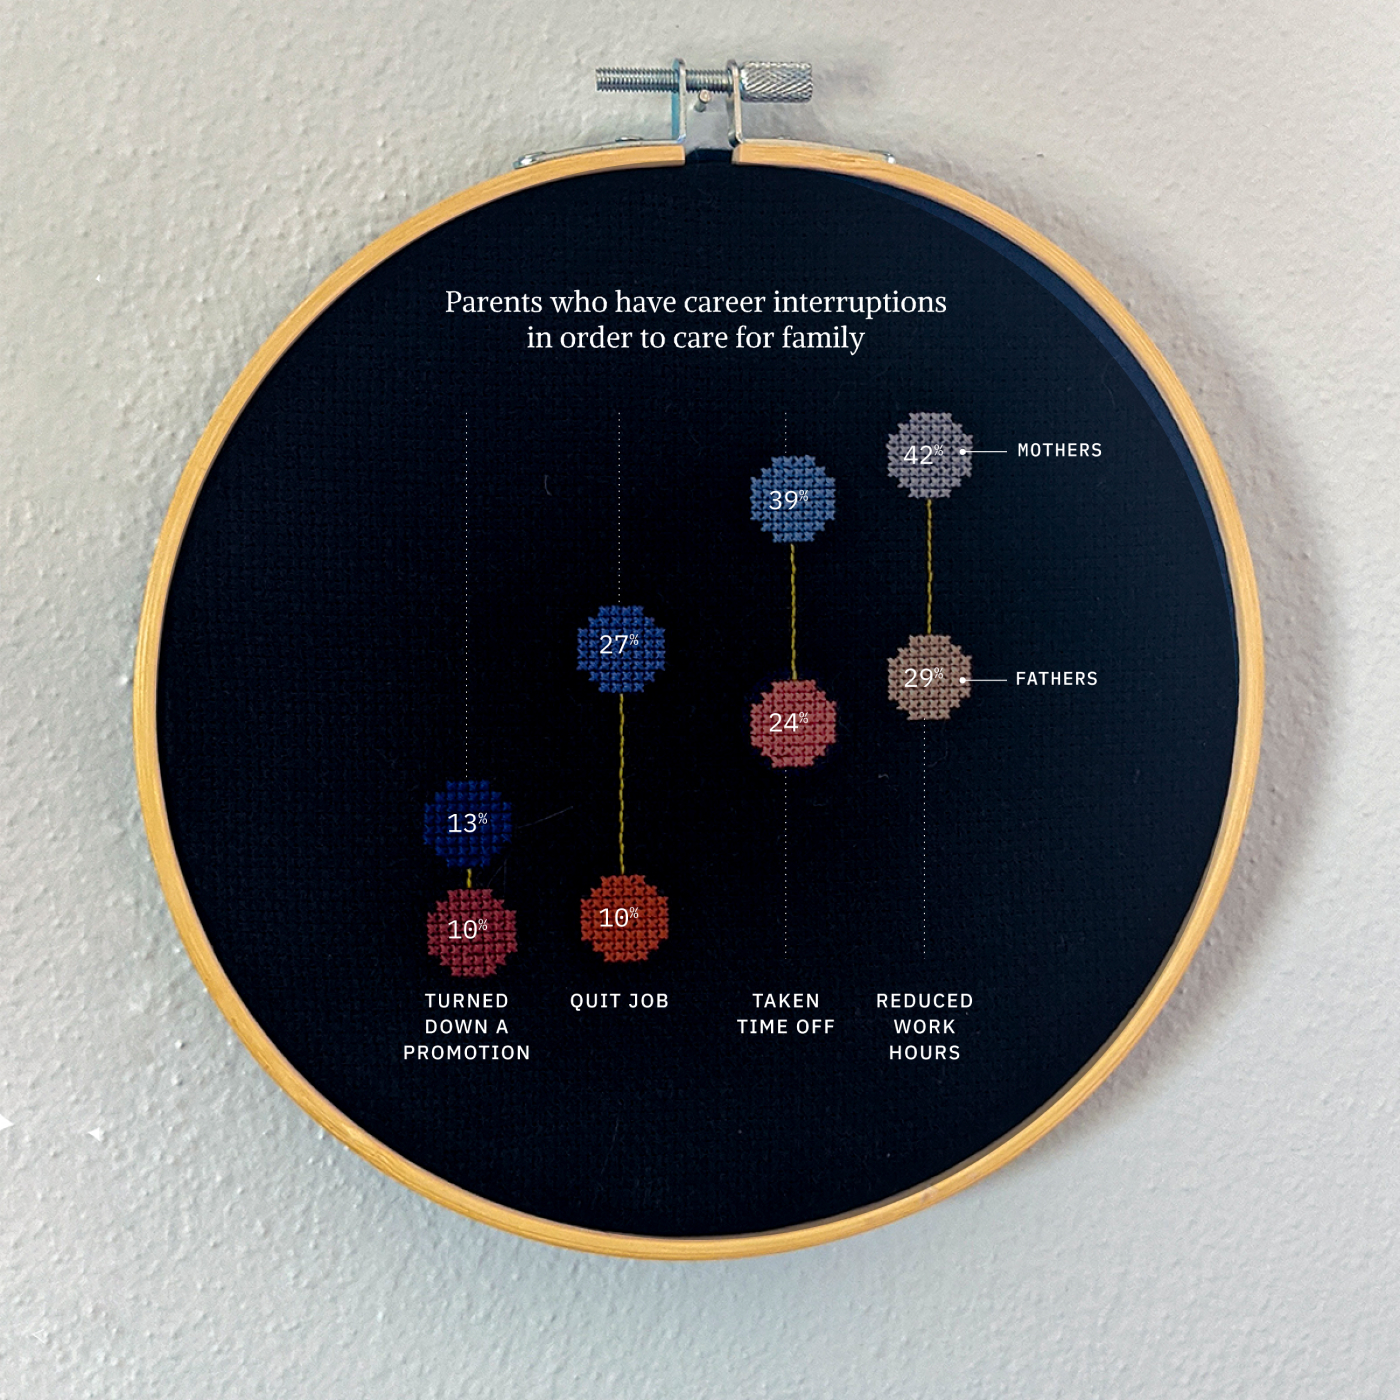 Parents who have career interruptions
in order to care for family
42%
MOTHERS
39%
27%
29%
FATHERS
24%
13%
10%
10%
TURNED
DOWN A
PROMOTION
QUIT JOB
TAKEN
TIME OFF
REDUCED
WORK
HOURS